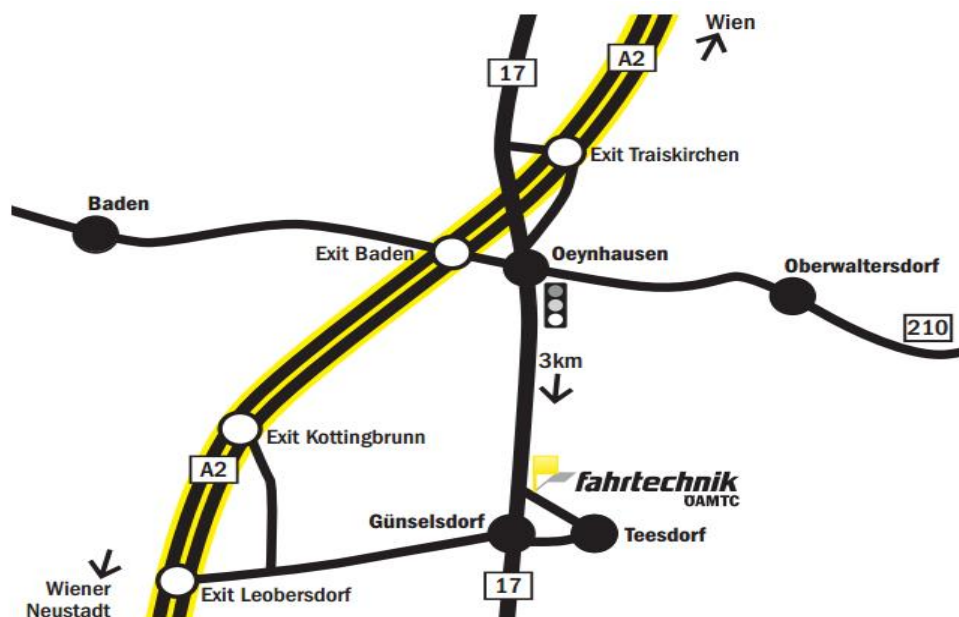 Wien
A2
17
Exit Traiskirchen
Baden
Exit Baden
Oeynhausen
Oberwaltersdorf
210
3km
Exit Kottingbrunn
A2
fahrtechnik
ÖAMTC
Günselsdorf
Teesdorf
Wiener
Neustadt
Exit Leobersdorf
17